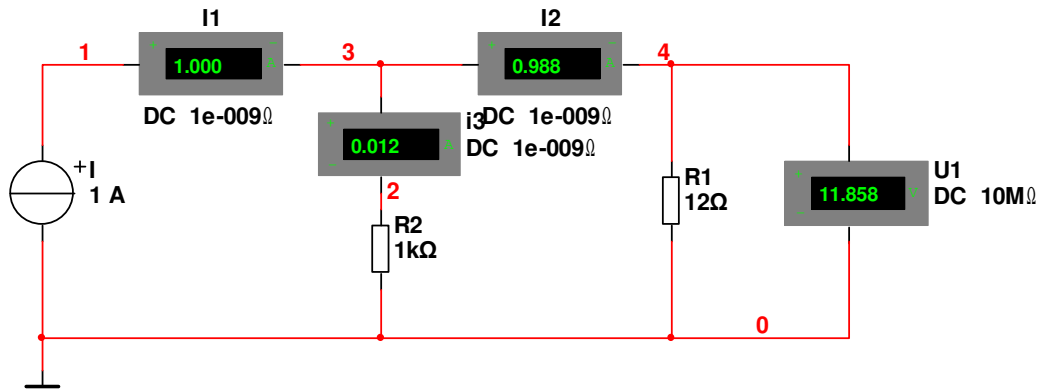 I1
I2
1
3
4
+ − 1.000 A
+ − 0.988 A
DC 1e-009Ω
DC 1e-009Ω
i3
+ − 0.012 A
DC 1e-009Ω
+I
1 A
2
R2
1kΩ
R1
12Ω
U1
+ − 11.858 V
DC 10MΩ
0